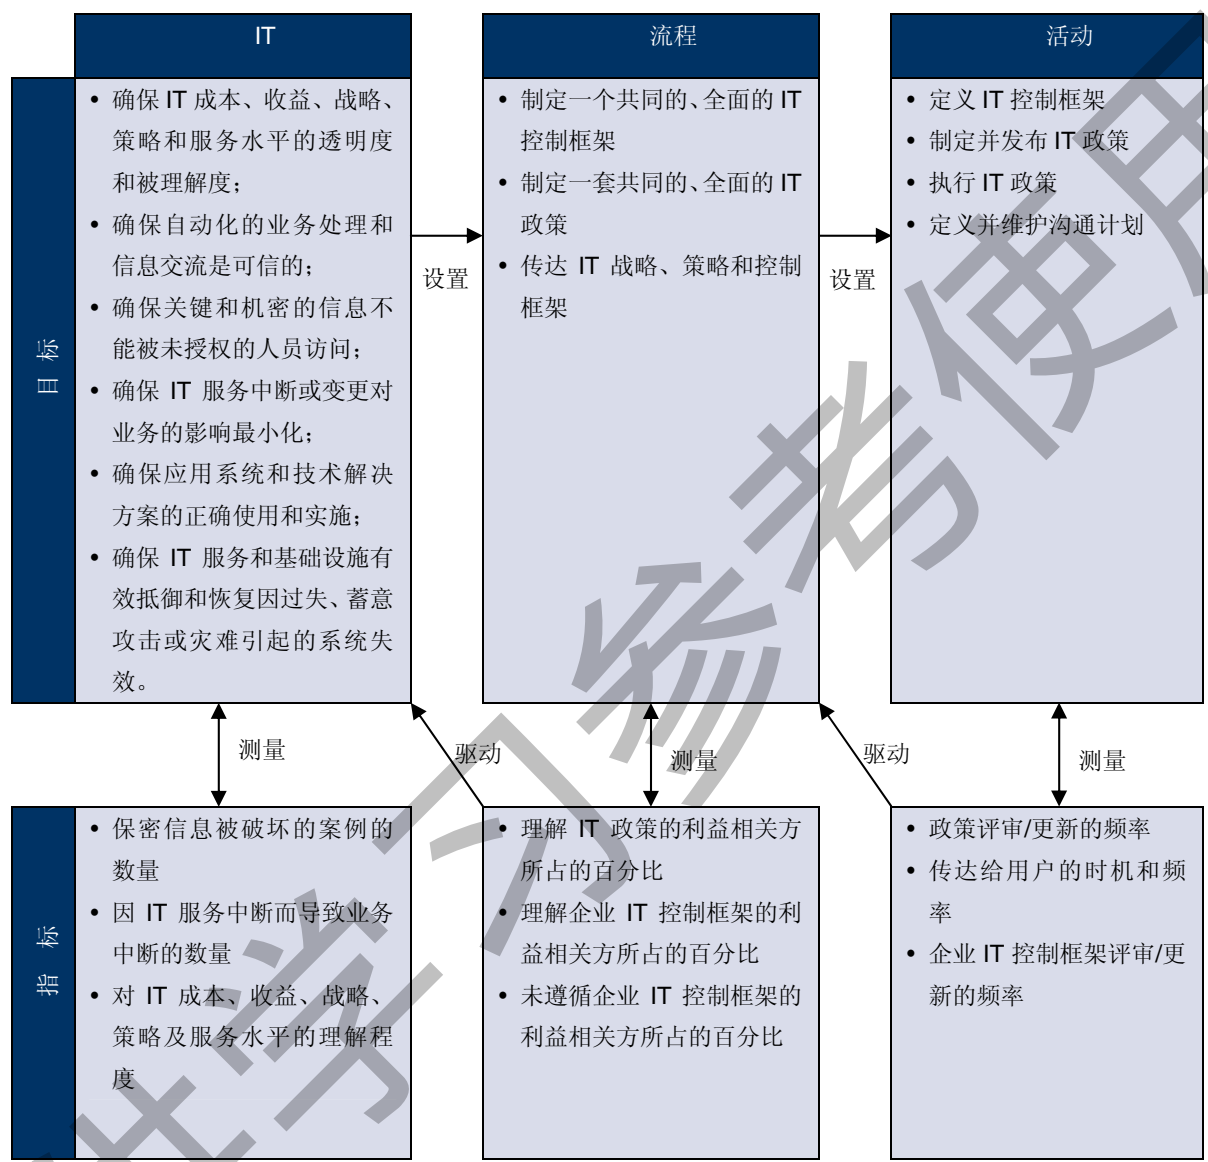 IT
流程
活动
目标
• 确保 IT 成本、收益、战略、
策略和服务水平的透明度
和被理解度；
• 确保自动化的业务处理和
信息交流是可信的；
• 确保关键和机密的信息不
能被未授权的人员访问；
• 确保 IT 服务中断或变更对
业务的影响最小化；
• 确保应用系统和技术解决
方案的正确使用和实施；
• 确保 IT 服务和基础设施有
效抵御和恢复因过失、蓄意
攻击或灾难引起的系统失
效。
设置
• 制定一个共同的、全面的 IT
控制框架
• 制定一套共同的、全面的 IT
政策
• 传达 IT 战略、策略和控制
框架
设置
• 定义 IT 控制框架
• 制定并发布 IT 政策
• 执行 IT 政策
• 定义并维护沟通计划
测量
驱动
测量
驱动
测量
指标
• 保密信息被破坏的案例的
数量
• 因 IT 服务中断而导致业务
中断的数量
• 对 IT 成本、收益、战略、
策略及服务水平的理解程
度
• 理解 IT 政策的利益相关方
所占的百分比
• 理解企业 IT 控制框架的利
益相关方所占的百分比
• 未遵循企业 IT 控制框架的
利益相关方所占的百分比
• 政策评审/更新的频率
• 传达给用户的时机和频
率
• 企业 IT 控制框架评审/更
新的频率
供学习参考使用